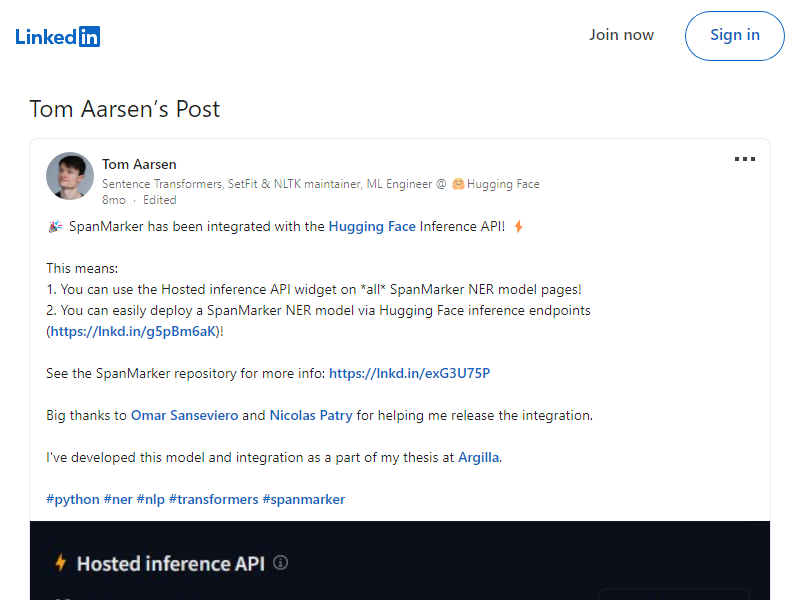 LinkedIn
Join now
Sign in
Tom Aarsen’s Post
Tom Aarsen
Sentence Transformers, SetFit & NLTK maintainer, ML Engineer @ 🤗 Hugging Face
8mo · Edited
🎉 SpanMarker has been integrated with the Hugging Face Inference API! ⚡
This means:
1. You can use the Hosted inference API widget on *all* SpanMarker NER model pages!
2. You can easily deploy a SpanMarker NER model via Hugging Face inference endpoints
(https://lnkd.in/g5pBm6aK)!
See the SpanMarker repository for more info: https://lnkd.in/exG3U75P
Big thanks to Omar Sanseviero and Nicolas Patry for helping me release the integration.
I've developed this model and integration as a part of my thesis at Argilla.
#python #ner #nlp #transformers #spanmarker
⚡ Hosted inference API